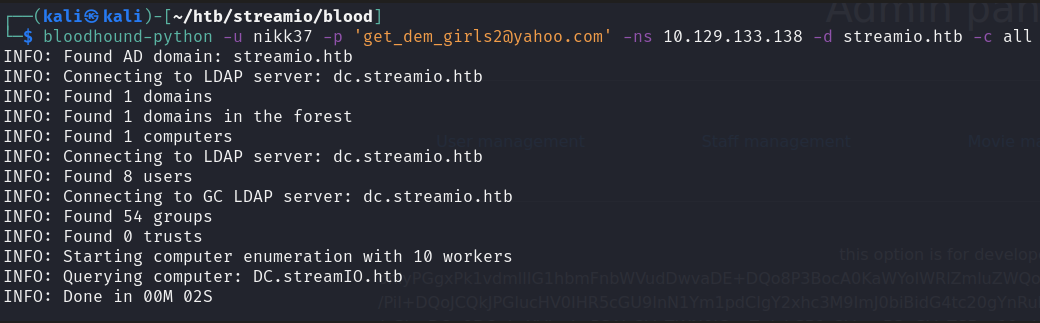 Admin pan
┌──(kali㉿kali)-[~/htb/streamio/blood]
└─$ bloodhound-python -u nikk37 -p 'get_dem_girls2@yahoo.com' -ns 10.129.133.138 -d streamio.htb -c all
INFO: Found AD domain: streamio.htb
INFO: Connecting to LDAP server: dc.streamio.htb
INFO: Found 1 domains
INFO: Found 1 domains in the forest
INFO: Found 1 computers
User management Staff management Movie m
INFO: Connecting to LDAP server: dc.streamio.htb
INFO: Found 8 users
INFO: Connecting to GC LDAP server: dc.streamio.htb
INFO: Found 54 groups
INFO: Found 0 trusts
this option is for develop
INFO: Starting computer enumeration with 10 workers
INFO: Querying computer: DC.streamIO.htb
INFO: Done in 00M 02S